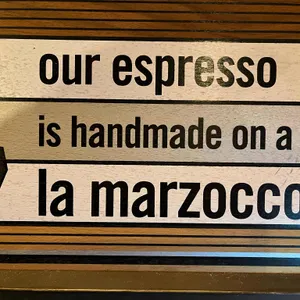 our espresso
is handmade on a
la marzocco